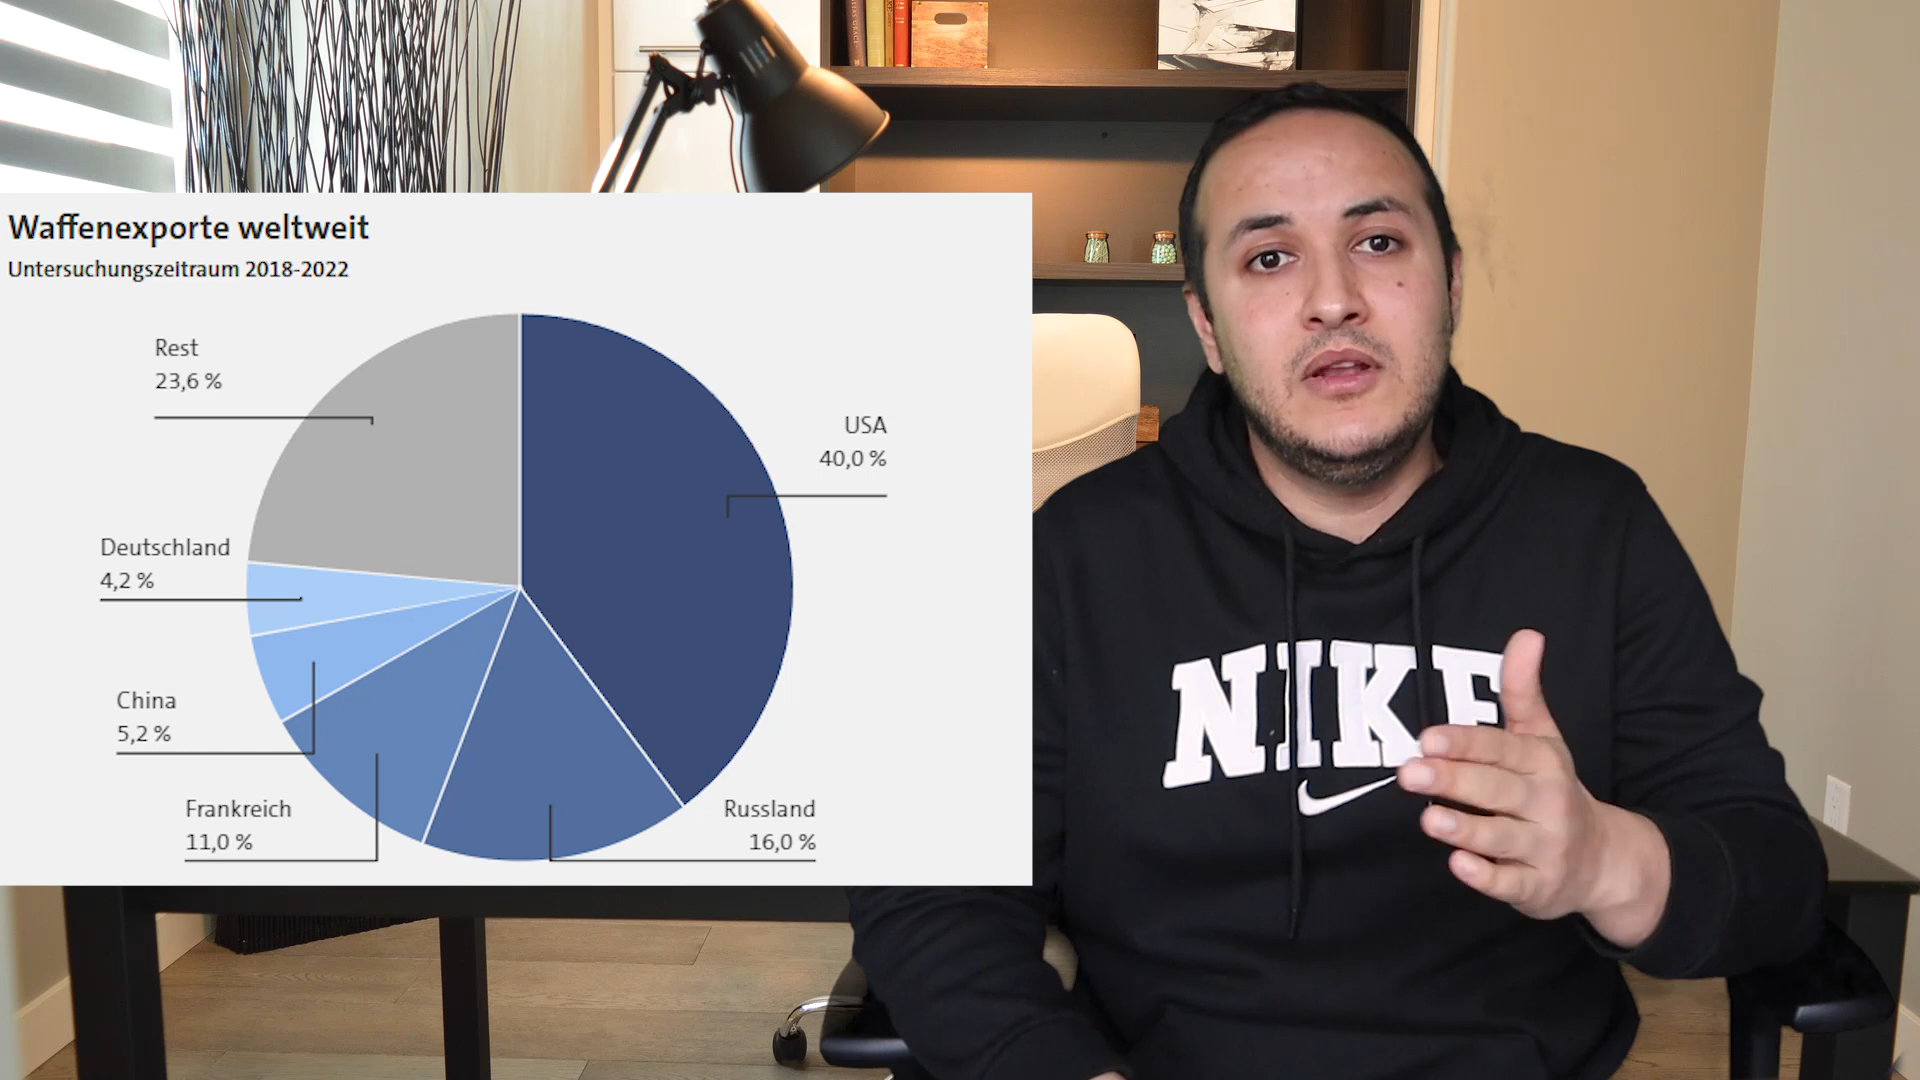 Waffenexporte weltweit
Untersuchungszeitraum 2018-2022
Rest
23,6 %
USA
40,0 %
Deutschland
4,2 %
China
5,2 %
Frankreich
11,0 %
Russland
16,0 %
NIKE